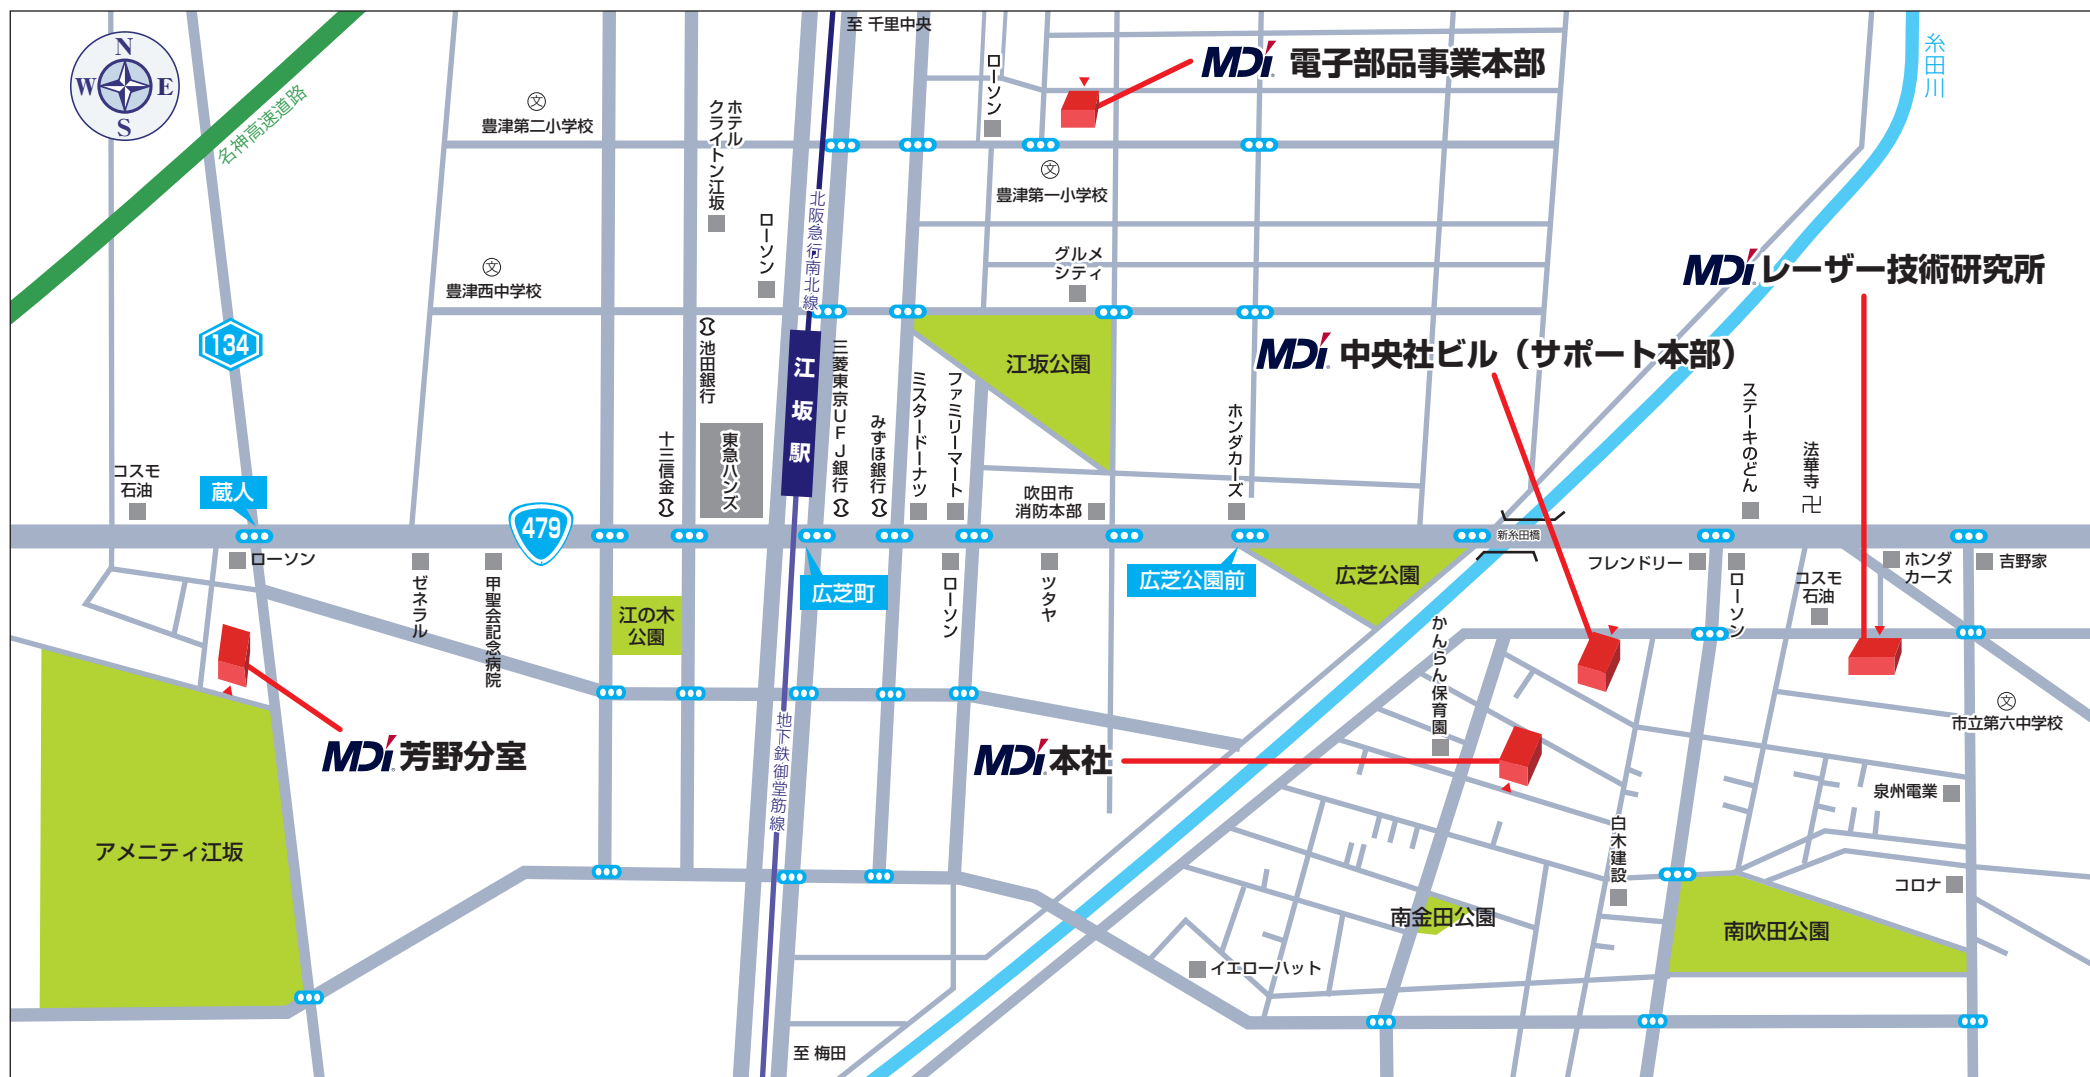 N
W
E
S
名神高速道路
至 千里中央
ローソン
MDi 電子部品事業本部
糸田川
文
豊津第二小学校
ホテル
クライトン江坂
ローソン
北阪急行南北線
文
豊津第一小学校
グルメ
シティ
文
豊津西中学校
134
MDi レーザー技術研究所
MDi 中央社ビル(サポート本部)
池田銀行
江坂駅
三菱東京UFJ銀行
みずほ銀行
ミスタードーナツ
ファミリーマート
江坂公園
十三信金
東急ハンズ
ホンダカーズ
ステーキのどん
法華寺
卍
コスモ
石油
蔵人
吹田市
消防本部
479
新糸田橋
ローソン
ゼネラル
甲聖会記念病院
江の木
公園
広芝町
ローソン
ツタヤ
広芝公園前
広芝公園
フレンドリー
ローソン
コスモ
石油
ホンダ
カーズ
吉野家
かんらん保育園
MDi 芳野分室
地下鉄御堂筋線
MDi 本社
文
市立第六中学校
泉州電業
白木建設
アメニティ江坂
コロナ
南金田公園
南吹田公園
イエローハット
至 梅田